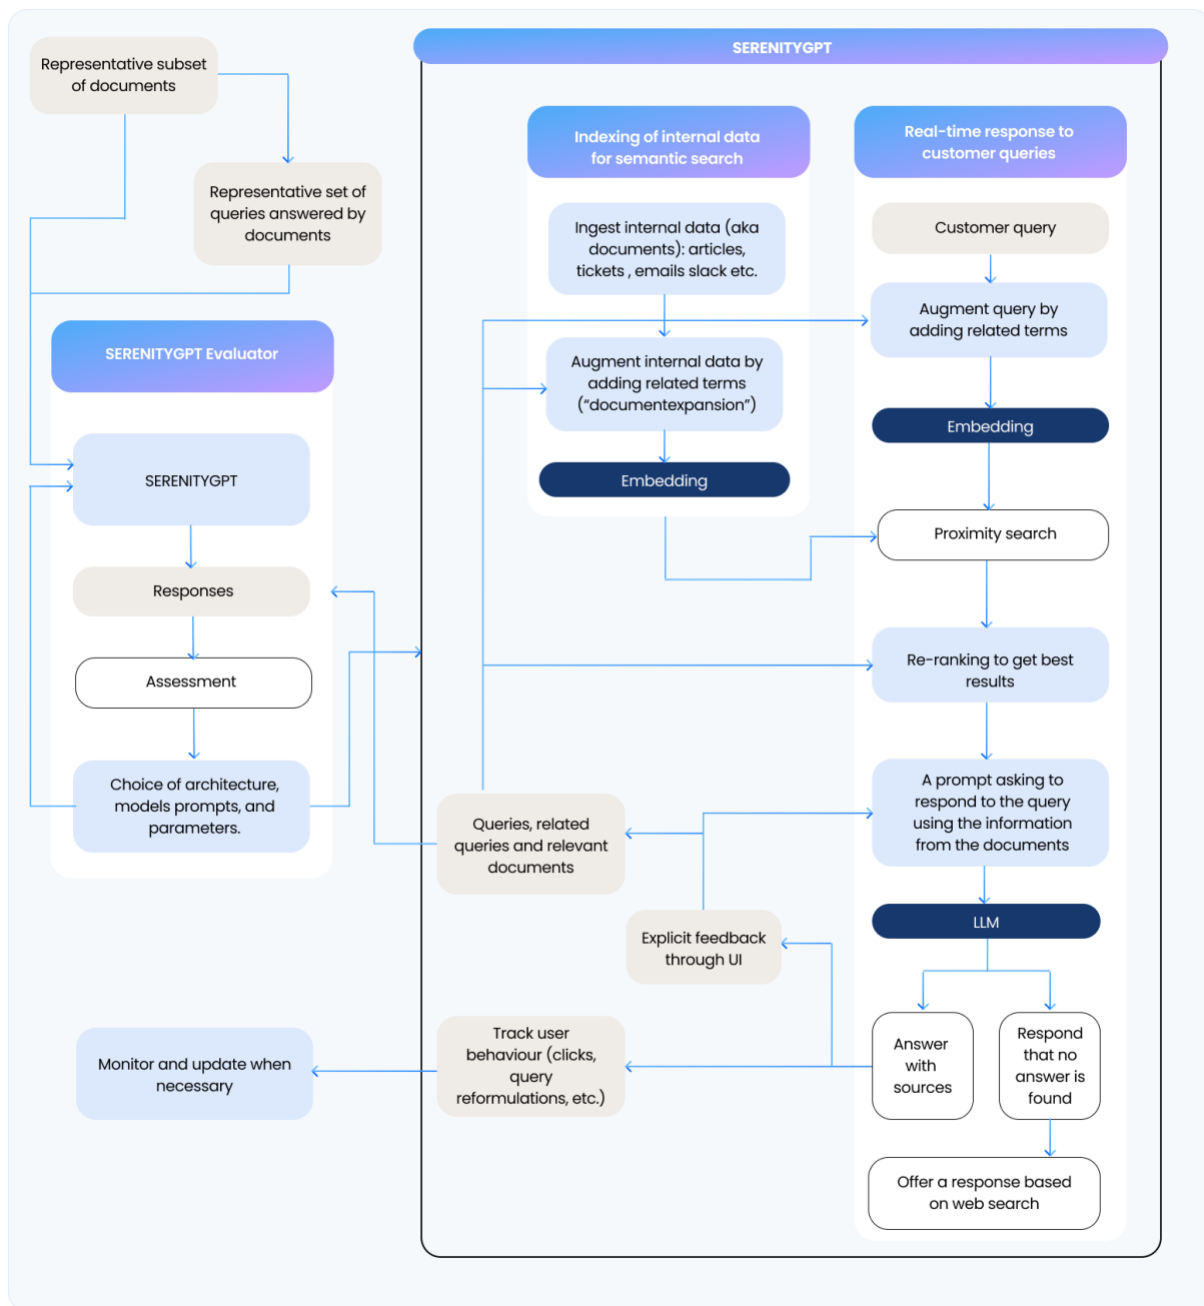 Representative subset
of documents
Representative set of
queries answered by
documents
SERENITYGPT Evaluator
SERENITYGPT
Responses
Assessment
Choice of architecture,
models prompts, and
parameters.
Monitor and update when
necessary
SERENITYGPT
Indexing of internal data
for semantic search
Ingest internal data (aka
documents): articles,
tickets , emails slack etc.
Augment internal data by
adding related terms
(“documentexpansion”)
Embedding
Queries, related
queries and relevant
documents
Explicit feedback
through UI
Track user
behaviour (clicks,
query
reformulations, etc.)
Real-time response to
customer queries
Customer query
Augment query by
adding related terms
Embedding
Proximity search
Re-ranking to get best
results
A prompt asking to
respond to the query
using the information
from the documents
LLM
Answer
with
sources
Respond
that no
answer is
found
Offer a response based
on web search